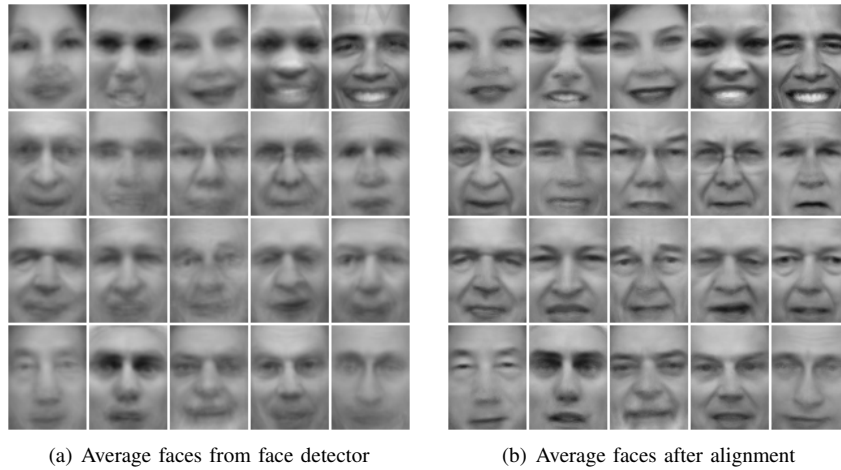 (a) Average faces from face detector
(b) Average faces after alignment